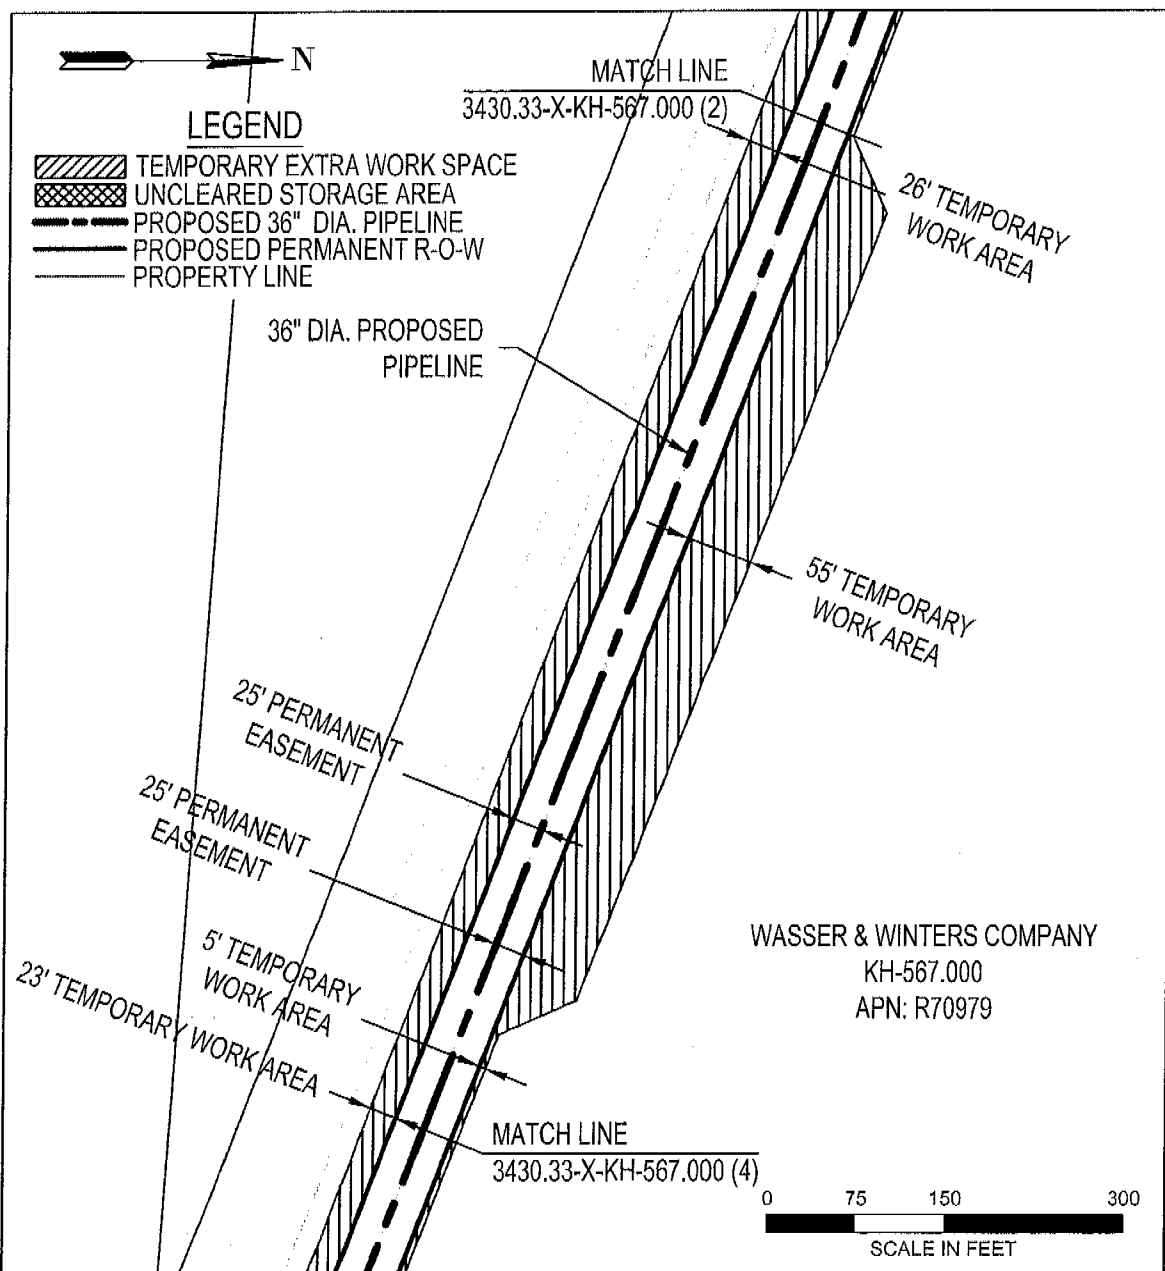 N
MATCH LINE
3430.33-X-KH-567.000 (2)
LEGEND
TEMPORARY EXTRA WORK SPACE
UNCLEARED STORAGE AREA
PROPOSED 36" DIA. PIPELINE
PROPOSED PERMANENT R-O-W
PROPERTY LINE
26' TEMPORARY
WORK AREA
36" DIA. PROPOSED
PIPELINE
55' TEMPORARY
WORK AREA
25' PERMANENT
EASEMENT
25' PERMANENT
EASEMENT
5' TEMPORARY
WORK AREA
23' TEMPORARY WORK AREA
WASSER & WINTERS COMPANY
KH-567.000
APN: R70979
MATCH LINE
3430.33-X-KH-567.000 (4)
0 75 150 300
SCALE IN FEET